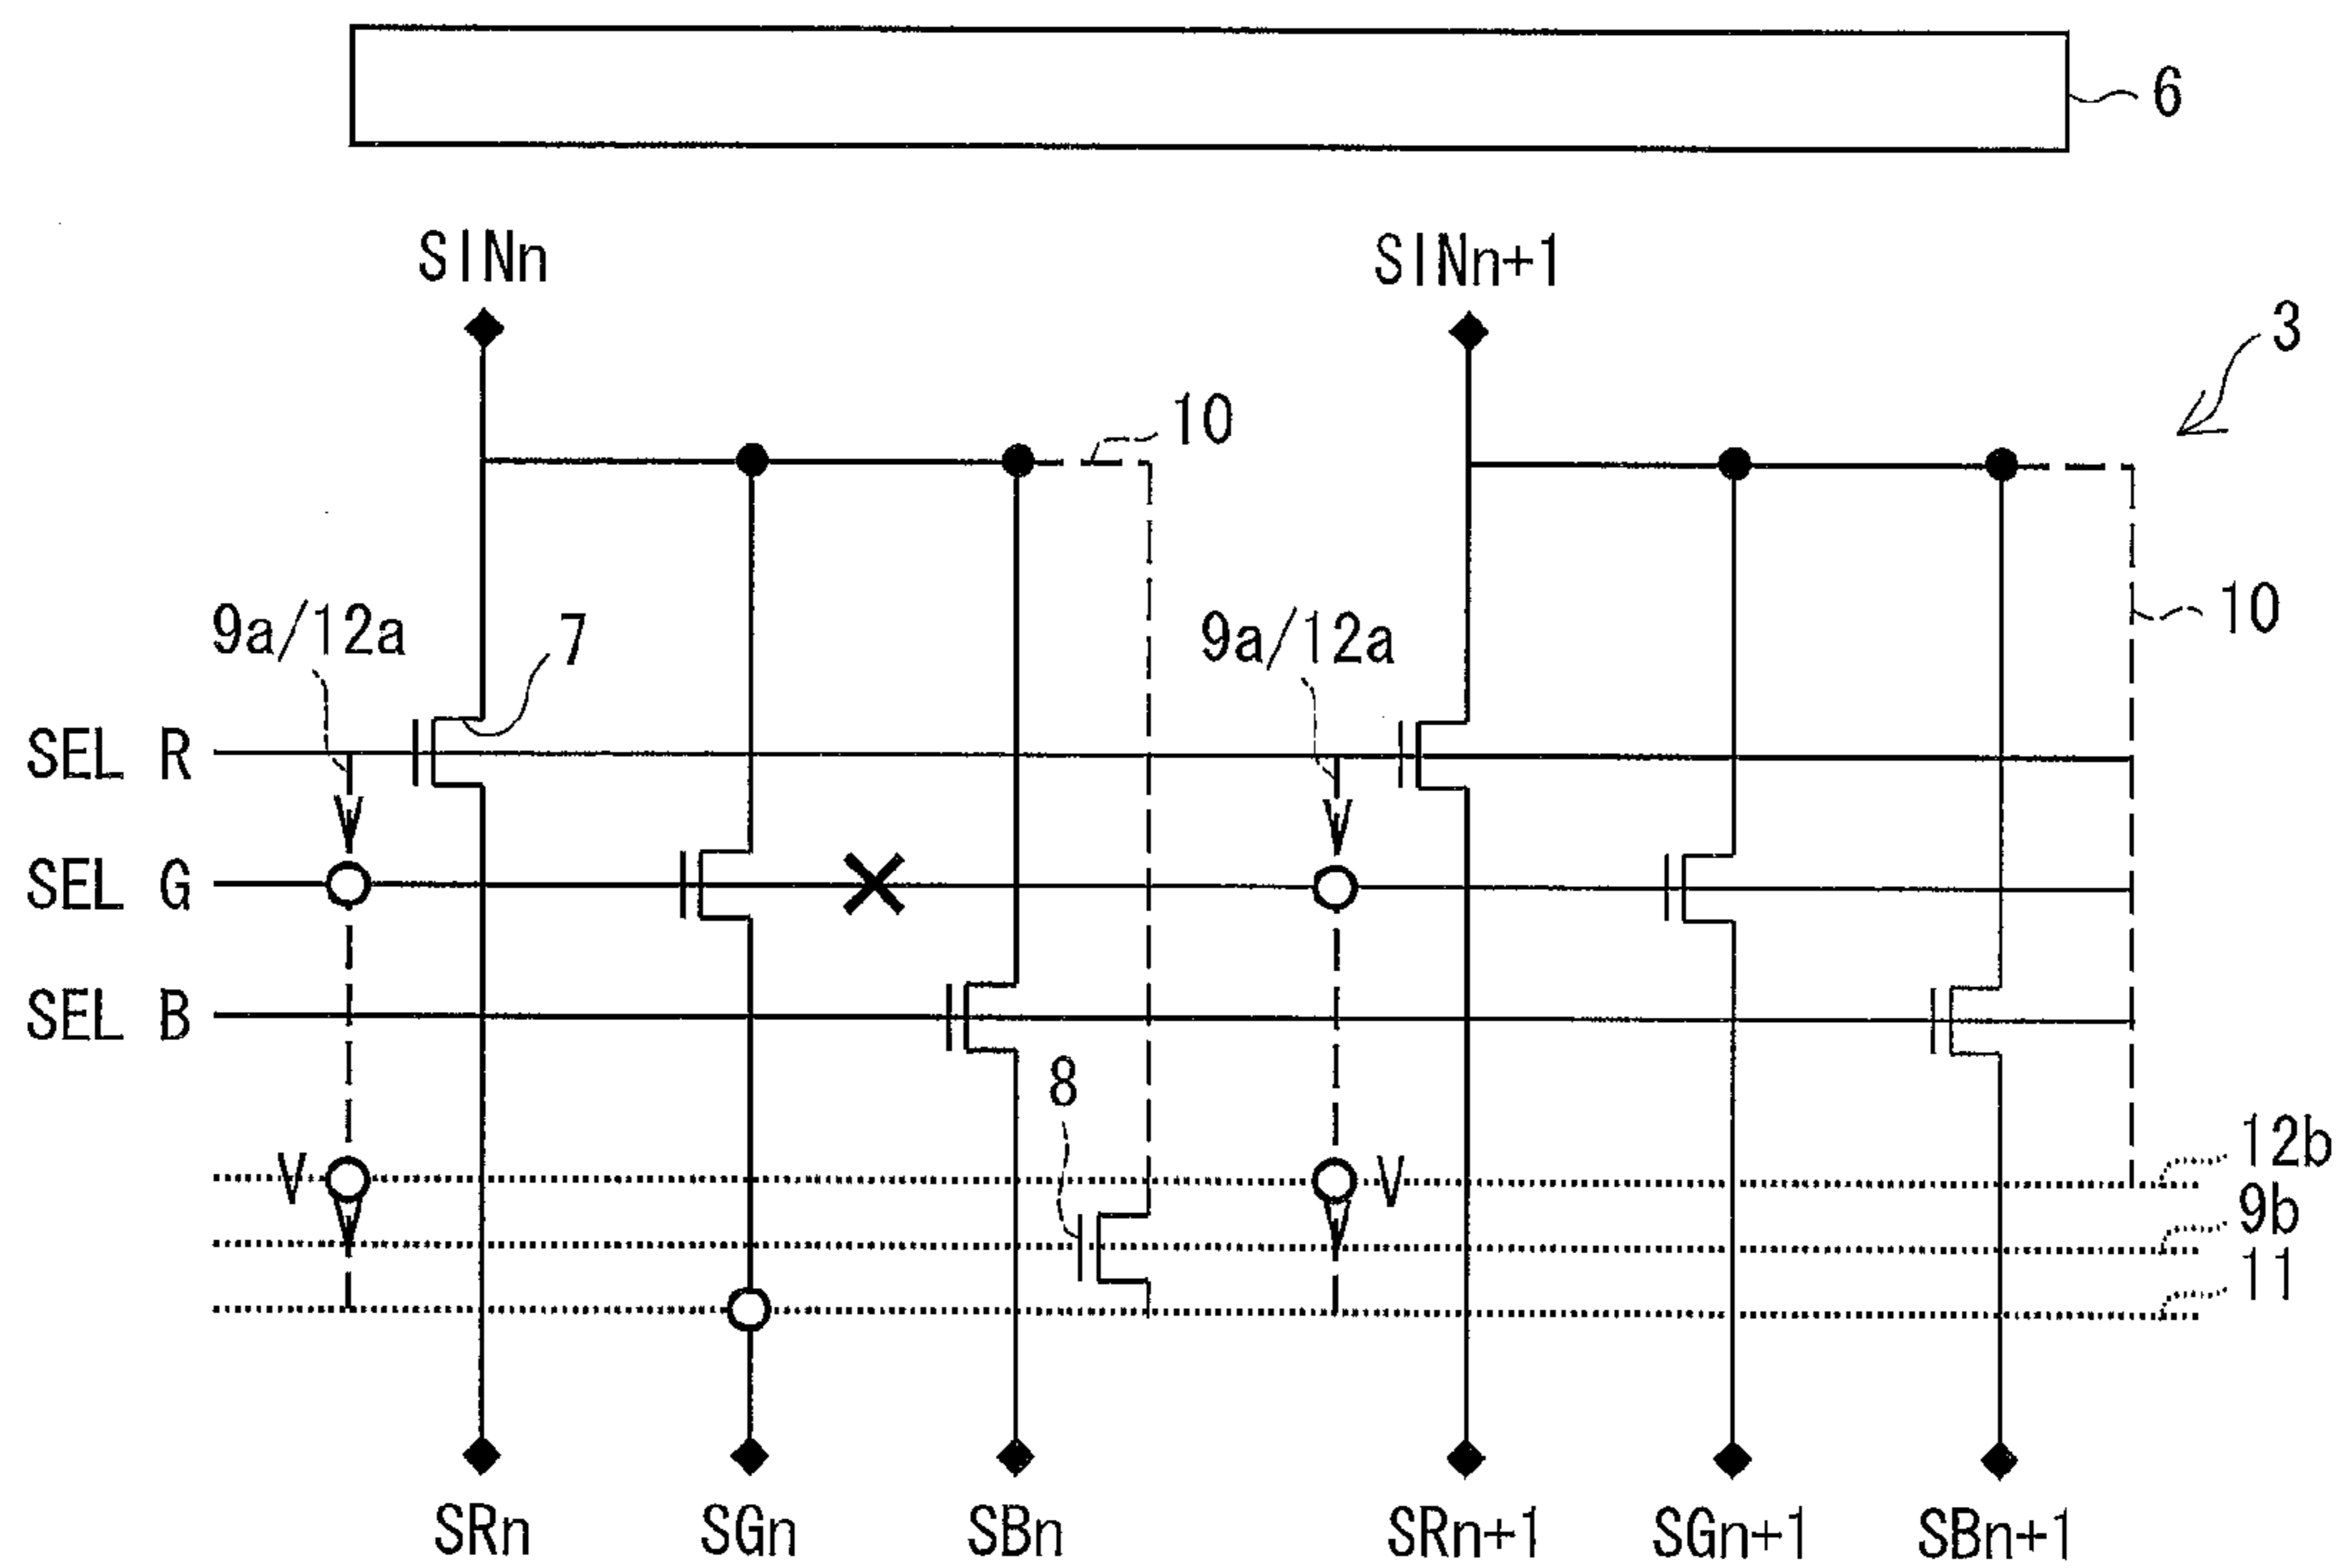 6
SINn
SINn+1
3
10
10
9a/12a
7
9a/12a
SEL R
SEL G
SEL B
8
V
V
12b
9b
11
SRn
SGn
SBn
SRn+1
SGn+1
SBn+1